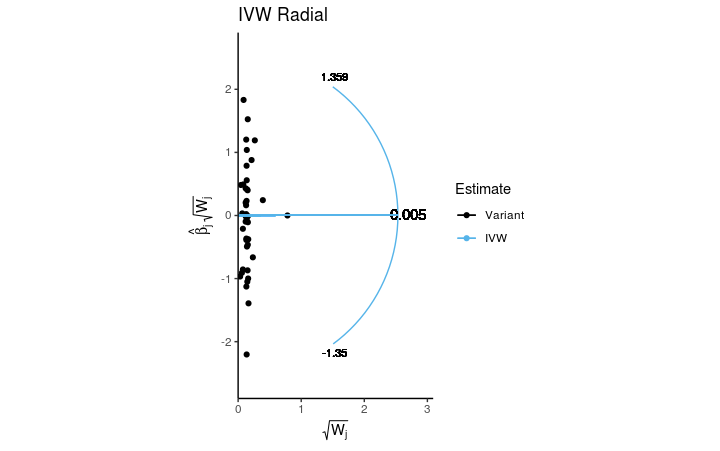 IVW Radial
1.359
2
1
0
-1
-2
0.005
-1.35
β̂ⱼ√Wⱼ
0 1 2 3
√Wⱼ
Estimate
Variant
IVW